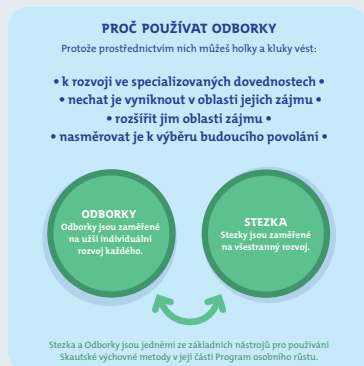 PROČ POUŽÍVAT ODBORKY
Protože prostřednictvím nich můžeš holky a kluky vést:
• k rozvoji ve specializovaných dovednostech •
• nechat je vyniknout v oblasti jejich zájmu •
• rozšířit jim oblasti zájmu •
• nasměrovat je k výběru budoucího povolání •
ODBORKY
Odborky jsou zaměřené
na užší individuální
rozvoj každého.
STEZKA
Stezky jsou zaměřené
na všestranný rozvoj.
Stezka a Odborky jsou jedněmi ze základních nástrojů pro používání
Skautské výchovné metody v její části Program osobního růstu.